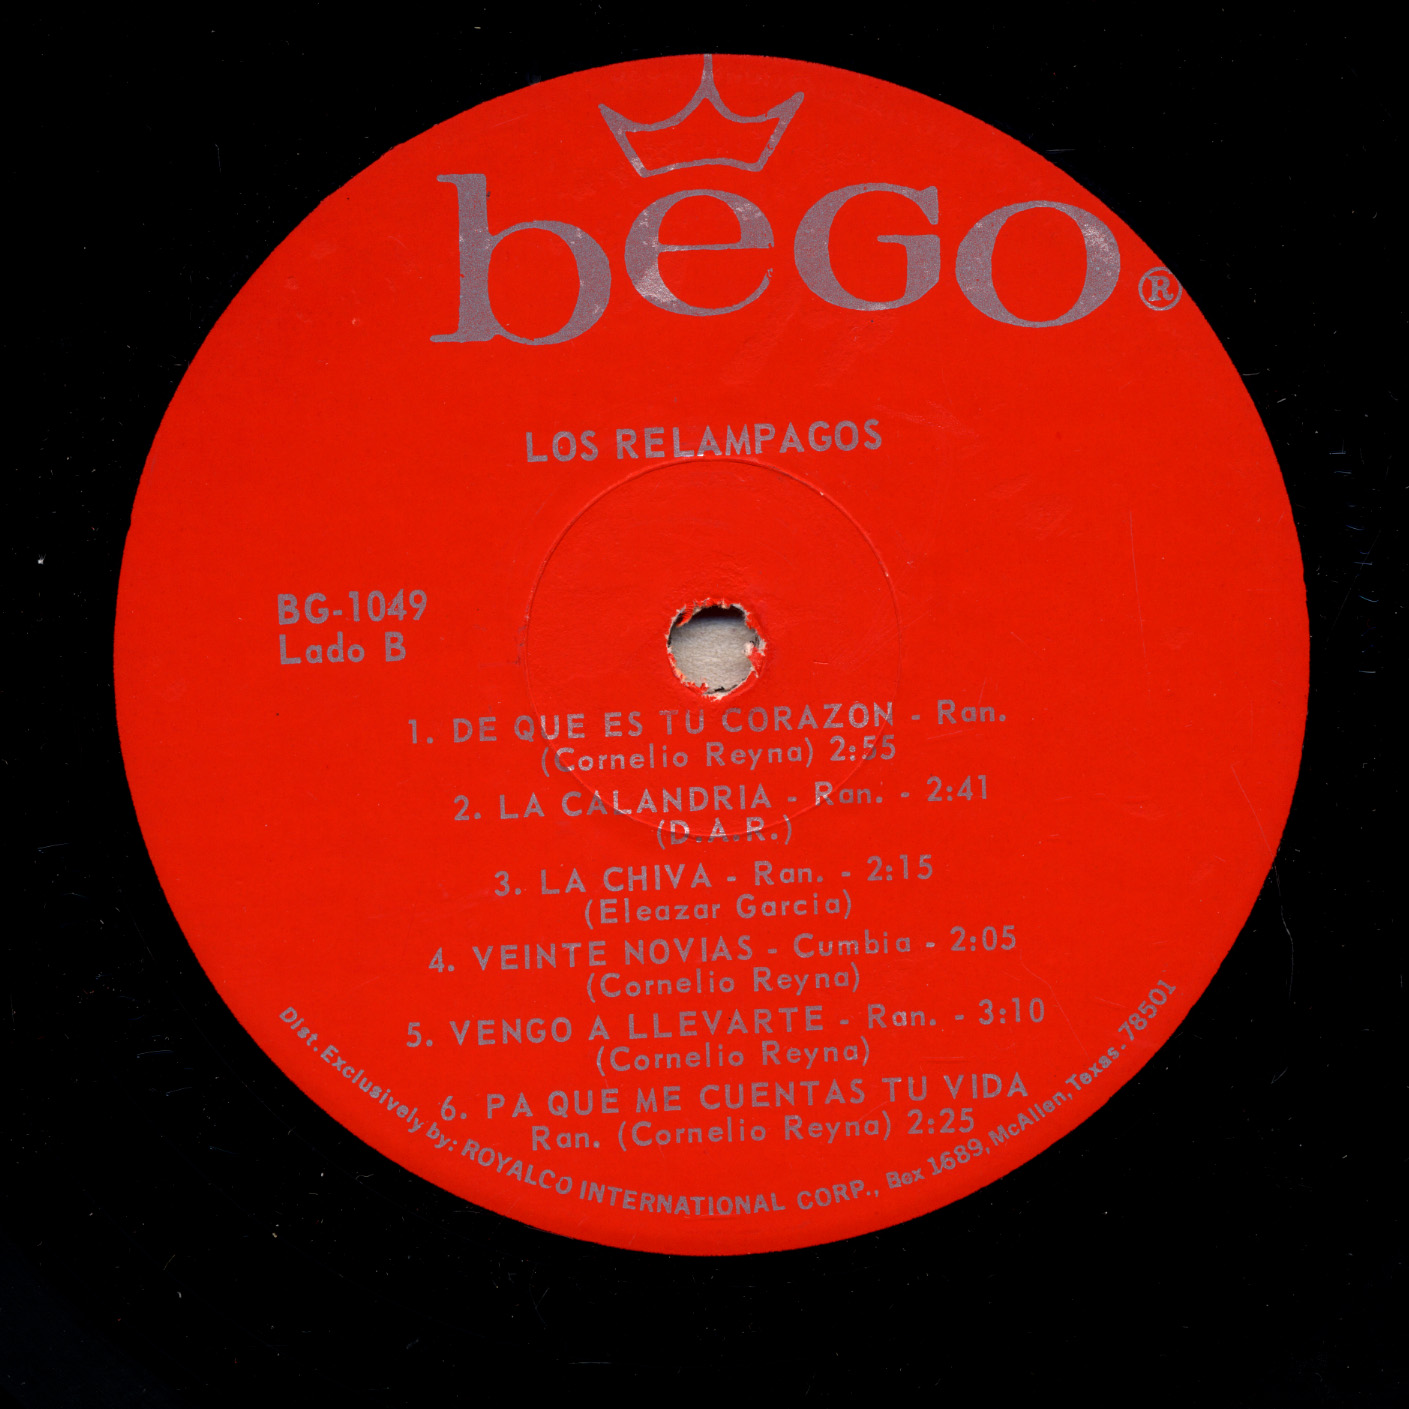 beGO ®
LOS RELAMPAGOS
BG-1049
Lado B
1. DE QUE ES TU CORAZON - Ran.
(Cornelio Reyna) 2:55
2. LA CALANDRIA - Ran. - 2:41
(D.A.R.)
3. LA CHIVA - Ran. - 2:15
(Eleazar Garcia)
4. VEINTE NOVIAS - Cumbia - 2:05
(Cornelio Reyna)
5. VENGO A LLEVARTE - Ran. - 3:10
(Cornelio Reyna)
6. PA QUE ME CUENTAS TU VIDA
Ran. (Cornelio Reyna) 2:25
Dist. Exclusively by: ROYALCO INTERNATIONAL CORP., Box 1689, McAllen, Texas - 78501